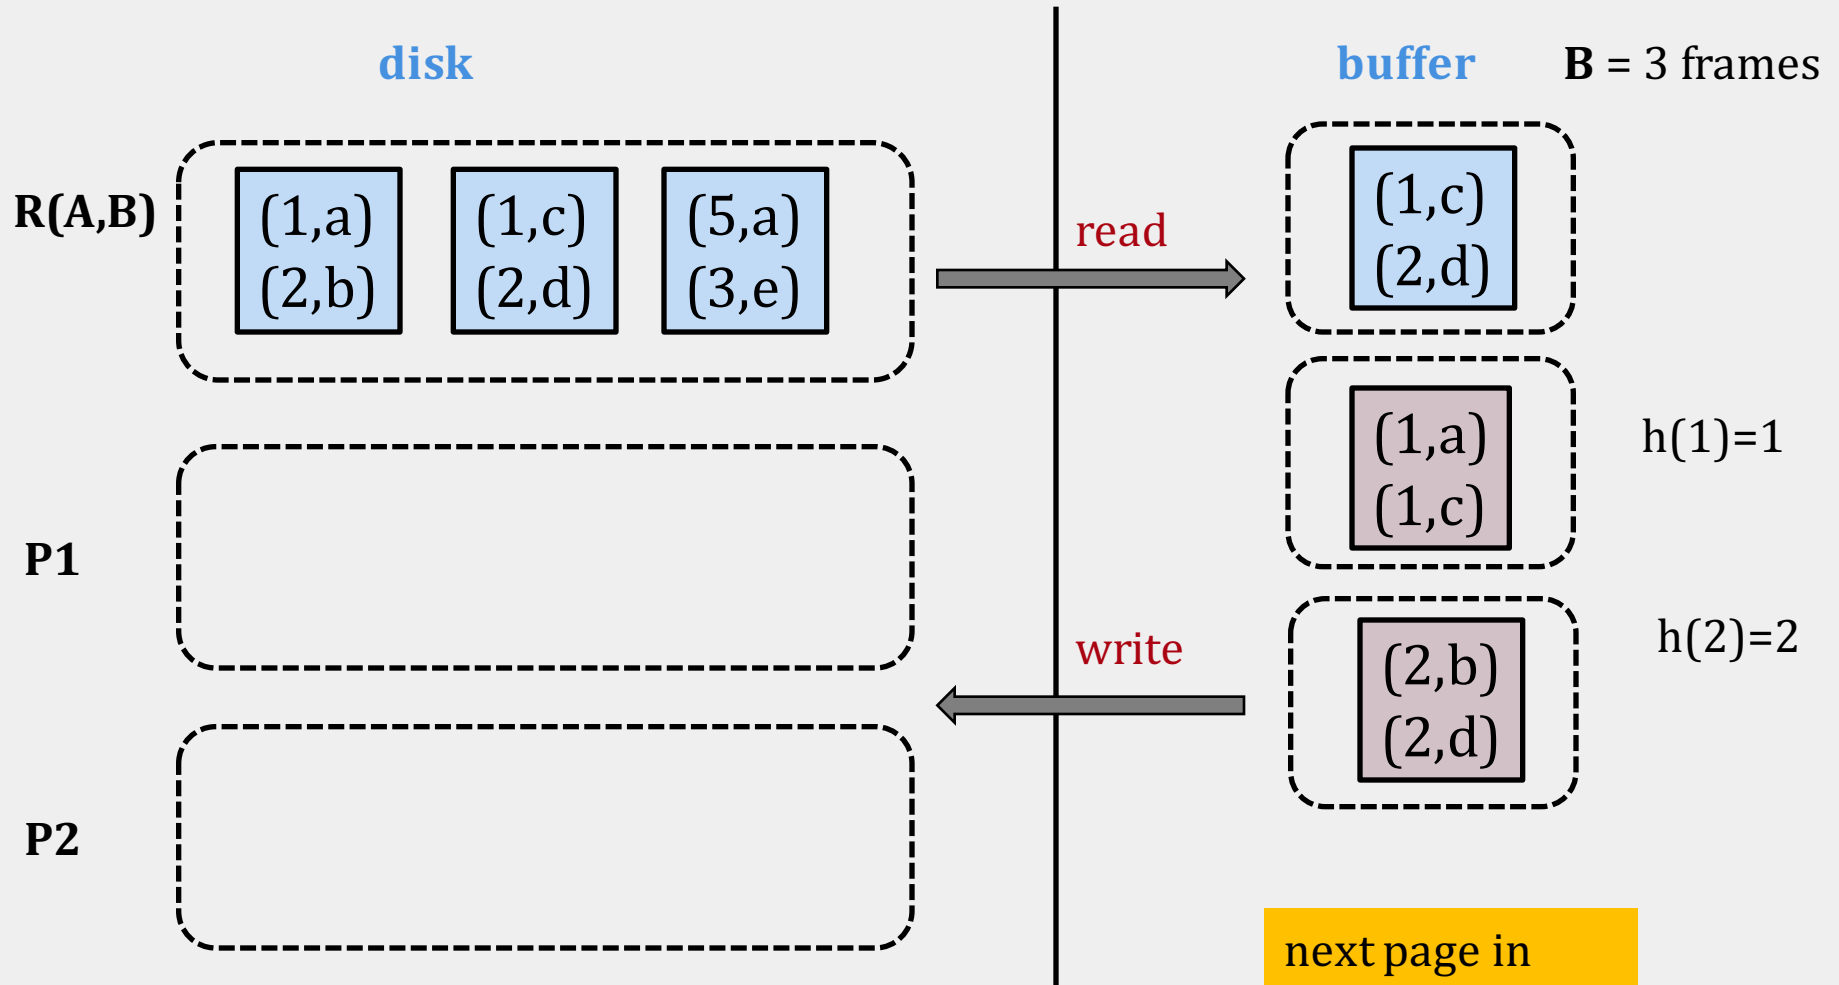 disk
buffer
B = 3 frames
R(A,B)
(1,a)
(2,b)
(1,c)
(2,d)
(5,a)
(3,e)
read
(1,c)
(2,d)
(1,a)
(1,c)
h(1)=1
P1
write
(2,b)
(2,d)
h(2)=2
P2
next page in